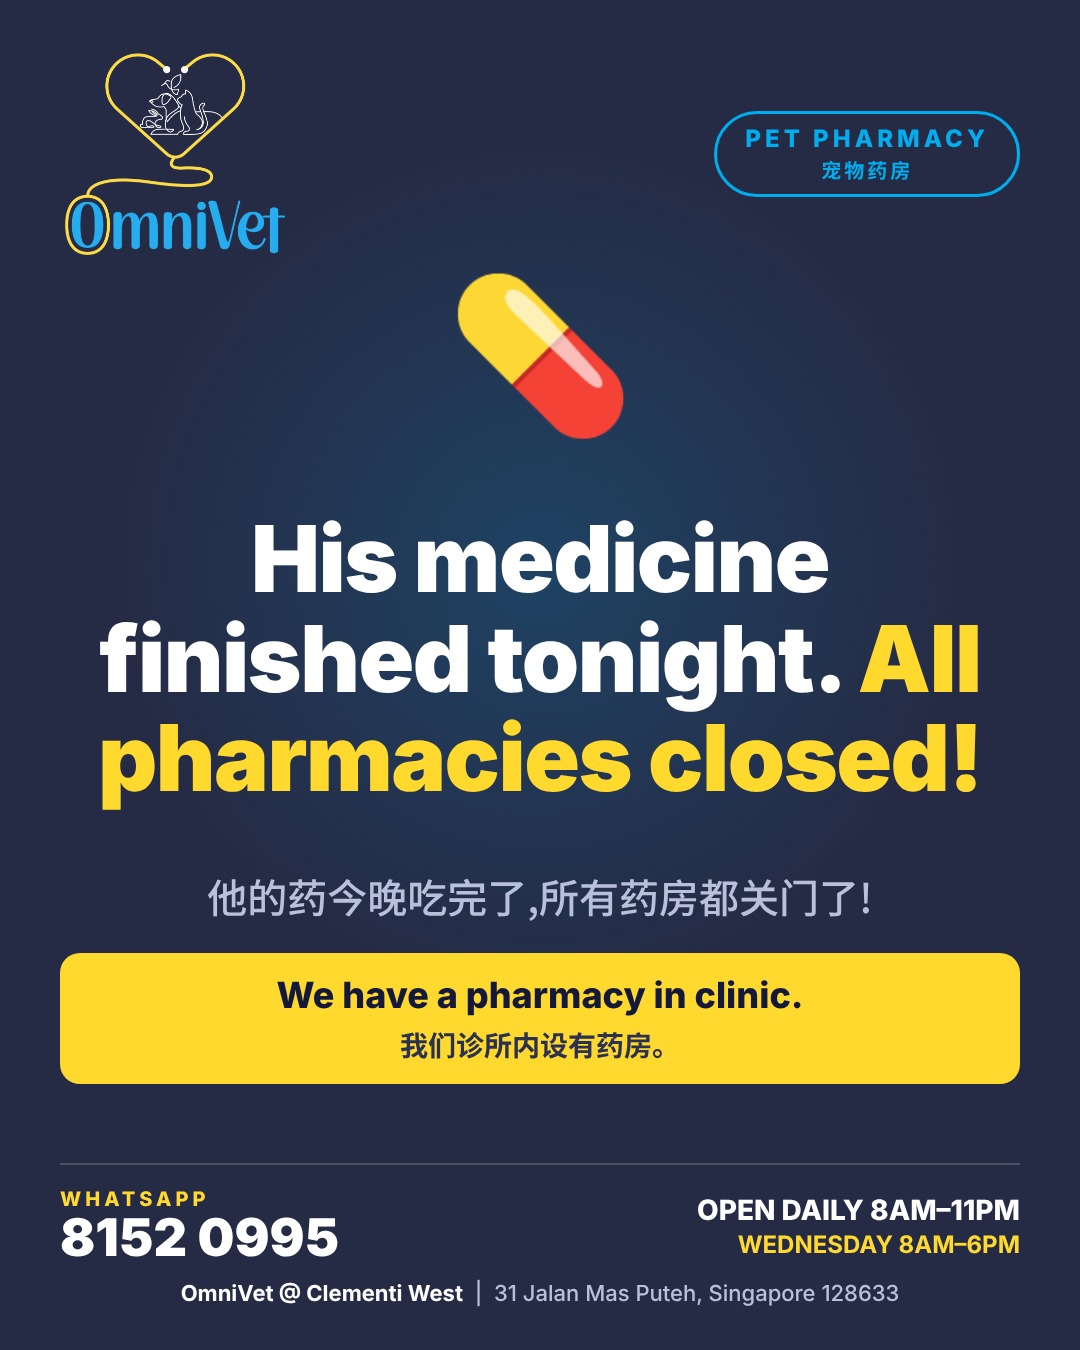 OmniVet
PET PHARMACY
宠物药房
His medicine
finished tonight. All
pharmacies closed!
他的药今晚吃完了,所有药房都关门了!
We have a pharmacy in clinic.
我们诊所内设有药房。
WHATSAPP
8152 0995
OPEN DAILY 8AM–11PM
WEDNESDAY 8AM–6PM
OmniVet @ Clementi West | 31 Jalan Mas Puteh, Singapore 128633